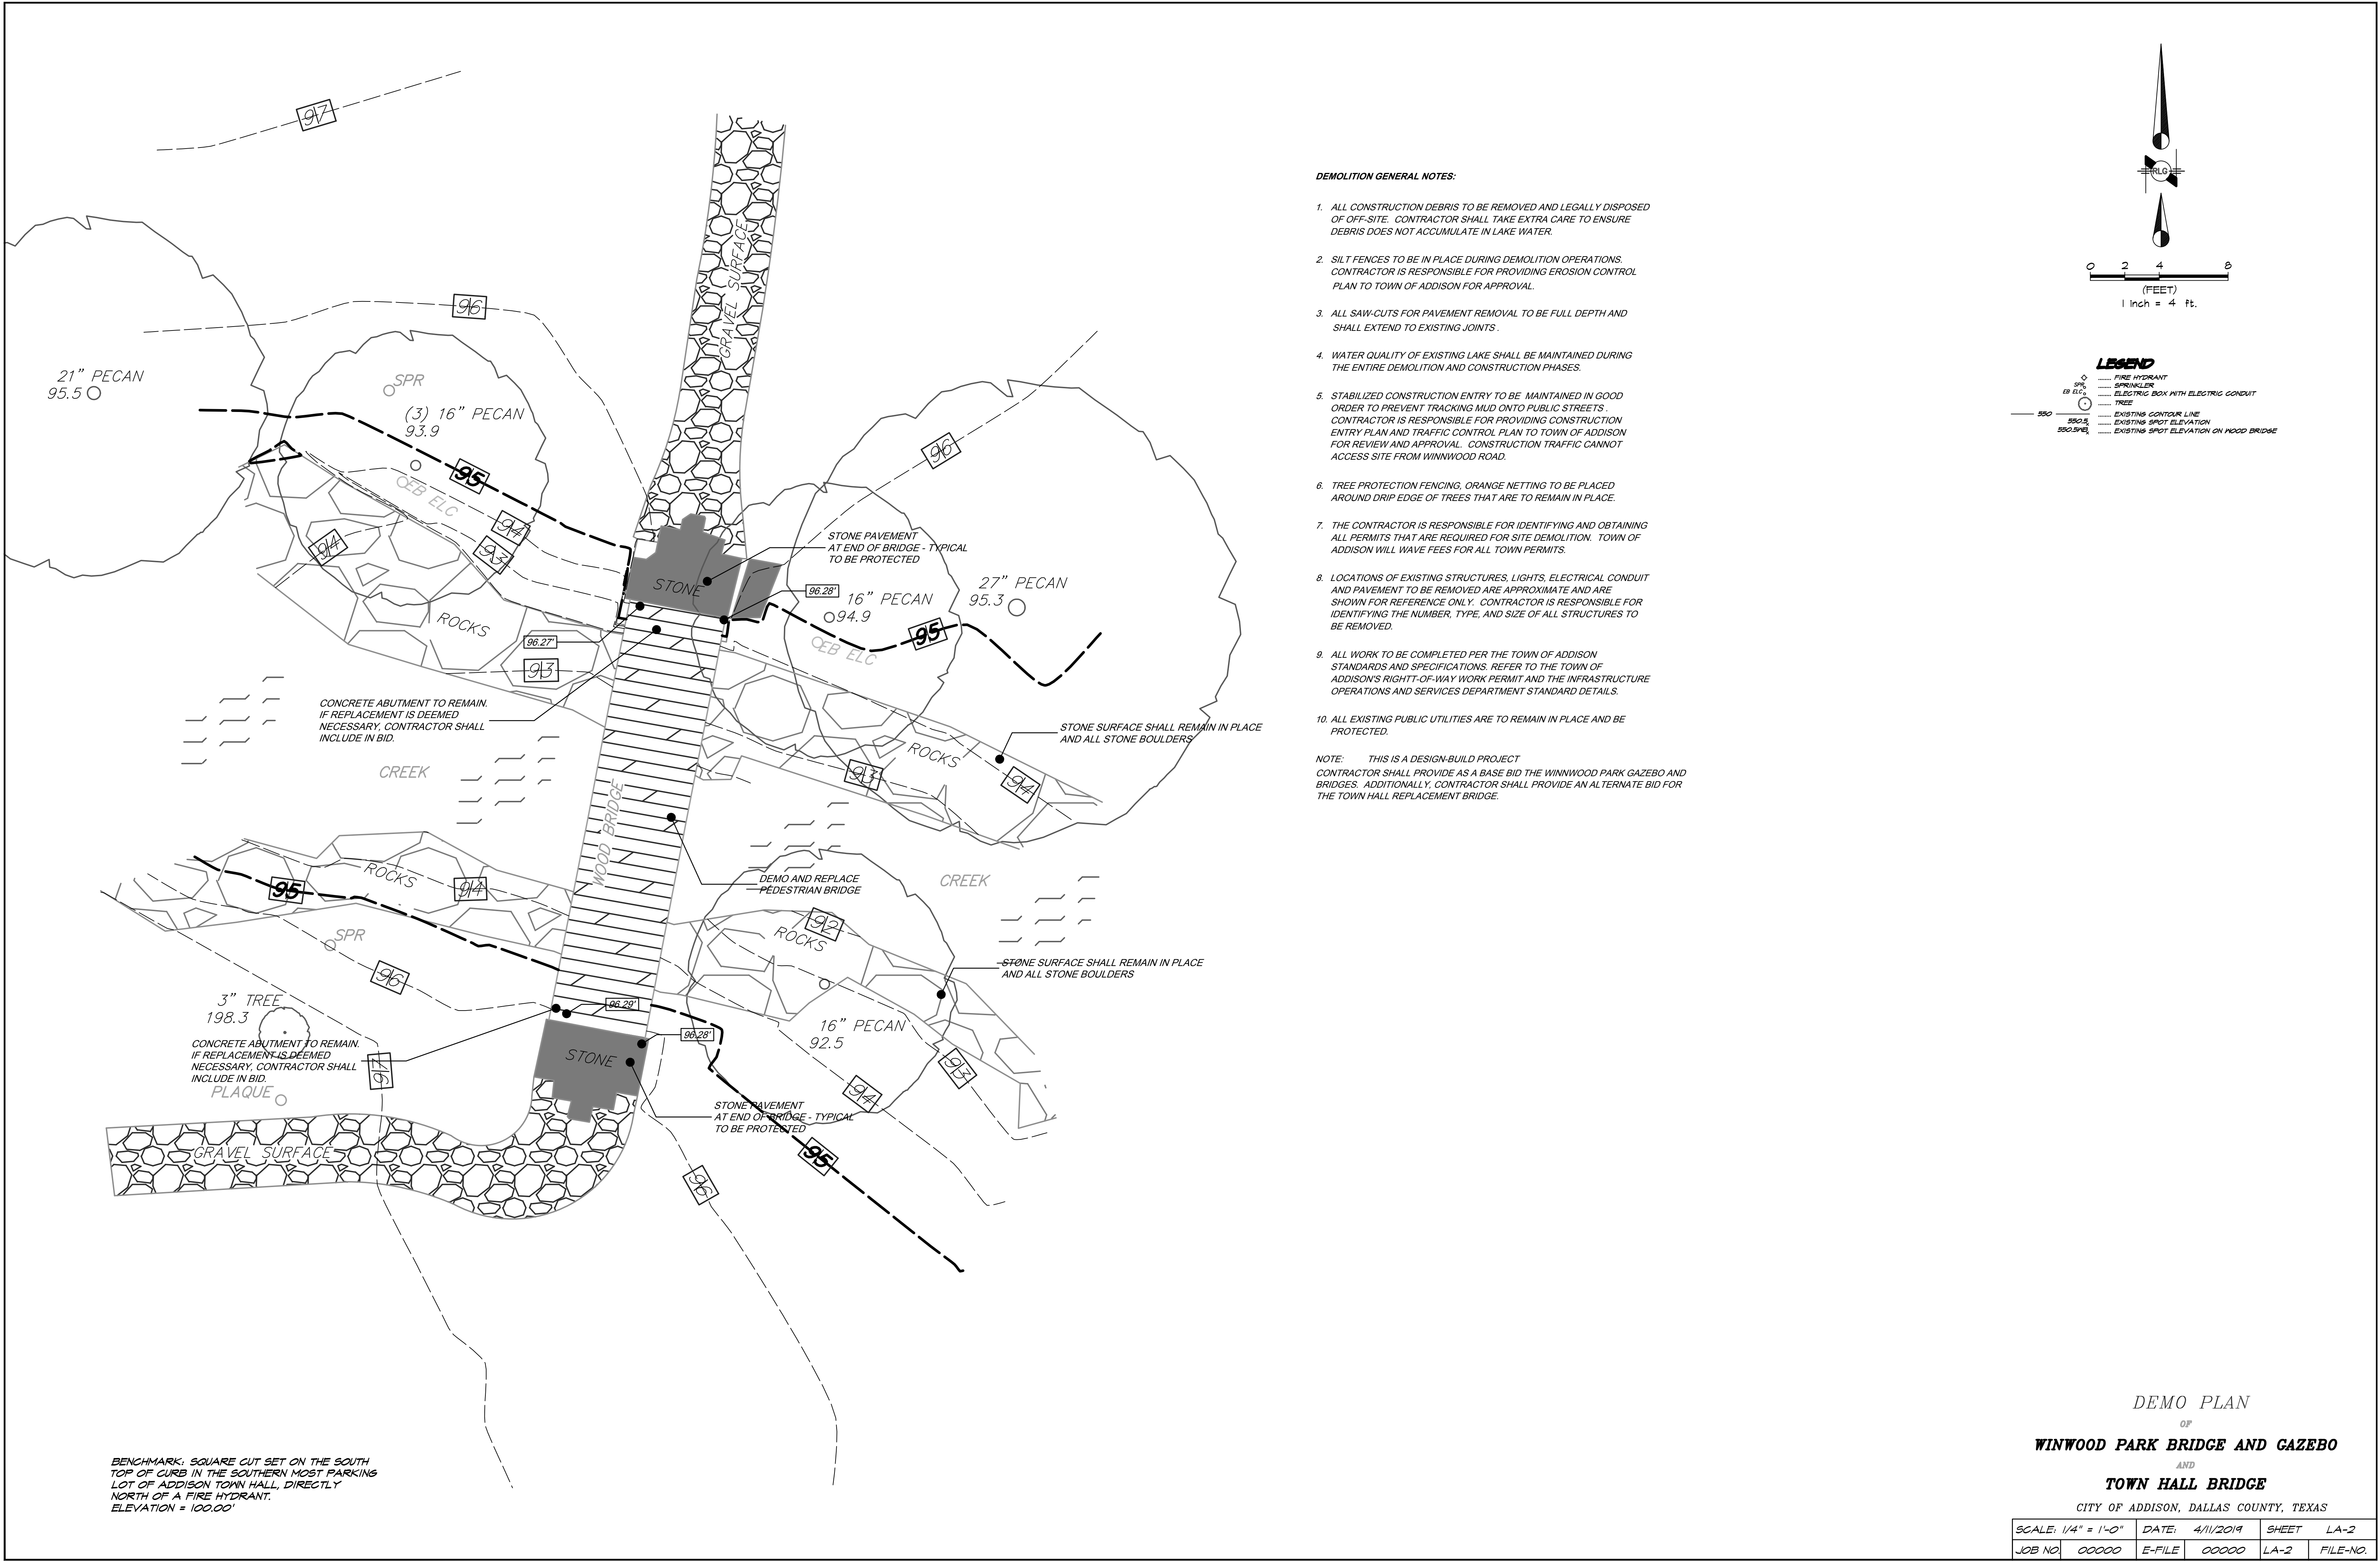 97
GRAVEL SURFACE
96
21" PECAN
95.5
SPR
(3) 16" PECAN
93.9
95
EB ELC
94
93
94
96
STONE PAVEMENT
AT END OF BRIDGE - TYPICAL
TO BE PROTECTED
STONE
96.28'
16" PECAN
94.9
27" PECAN
95.3
95
EB ELC
ROCKS
96.27'
93
CONCRETE ABUTMENT TO REMAIN.
IF REPLACEMENT IS DEEMED
NECESSARY, CONTRACTOR SHALL
INCLUDE IN BID.
STONE SURFACE SHALL REMAIN IN PLACE
AND ALL STONE BOULDERS
ROCKS
93
94
CREEK
WOOD BRIDGE
DEMO AND REPLACE
PEDESTRIAN BRIDGE
CREEK
ROCKS
95
94
SPR
96
92
ROCKS
STONE SURFACE SHALL REMAIN IN PLACE
AND ALL STONE BOULDERS
3" TREE
198.3
96.29'
96.28'
16" PECAN
92.5
CONCRETE ABUTMENT TO REMAIN.
IF REPLACEMENT IS DEEMED
NECESSARY, CONTRACTOR SHALL
INCLUDE IN BID.
97
STONE
93
94
PLAQUE
STONE PAVEMENT
AT END OF BRIDGE - TYPICAL
TO BE PROTECTED
GRAVEL SURFACE
95
96
BENCHMARK: SQUARE CUT SET ON THE SOUTH
TOP OF CURB IN THE SOUTHERN MOST PARKING
LOT OF ADDISON TOWN HALL, DIRECTLY
NORTH OF A FIRE HYDRANT.
ELEVATION = 100.00'
DEMOLITION GENERAL NOTES:
1. ALL CONSTRUCTION DEBRIS TO BE REMOVED AND LEGALLY DISPOSED
OF OFF-SITE. CONTRACTOR SHALL TAKE EXTRA CARE TO ENSURE
DEBRIS DOES NOT ACCUMULATE IN LAKE WATER.
2. SILT FENCES TO BE IN PLACE DURING DEMOLITION OPERATIONS.
CONTRACTOR IS RESPONSIBLE FOR PROVIDING EROSION CONTROL
PLAN TO TOWN OF ADDISON FOR APPROVAL.
3. ALL SAW-CUTS FOR PAVEMENT REMOVAL TO BE FULL DEPTH AND
SHALL EXTEND TO EXISTING JOINTS .
4. WATER QUALITY OF EXISTING LAKE SHALL BE MAINTAINED DURING
THE ENTIRE DEMOLITION AND CONSTRUCTION PHASES.
5. STABILIZED CONSTRUCTION ENTRY TO BE MAINTAINED IN GOOD
ORDER TO PREVENT TRACKING MUD ONTO PUBLIC STREETS .
CONTRACTOR IS RESPONSIBLE FOR PROVIDING CONSTRUCTION
ENTRY PLAN AND TRAFFIC CONTROL PLAN TO TOWN OF ADDISON
FOR REVIEW AND APPROVAL. CONSTRUCTION TRAFFIC CANNOT
ACCESS SITE FROM WINNWOOD ROAD.
6. TREE PROTECTION FENCING, ORANGE NETTING TO BE PLACED
AROUND DRIP EDGE OF TREES THAT ARE TO REMAIN IN PLACE.
7. THE CONTRACTOR IS RESPONSIBLE FOR IDENTIFYING AND OBTAINING
ALL PERMITS THAT ARE REQUIRED FOR SITE DEMOLITION. TOWN OF
ADDISON WILL WAVE FEES FOR ALL TOWN PERMITS.
8. LOCATIONS OF EXISTING STRUCTURES, LIGHTS, ELECTRICAL CONDUIT
AND PAVEMENT TO BE REMOVED ARE APPROXIMATE AND ARE
SHOWN FOR REFERENCE ONLY. CONTRACTOR IS RESPONSIBLE FOR
IDENTIFYING THE NUMBER, TYPE, AND SIZE OF ALL STRUCTURES TO
BE REMOVED.
9. ALL WORK TO BE COMPLETED PER THE TOWN OF ADDISON
STANDARDS AND SPECIFICATIONS. REFER TO THE TOWN OF
ADDISON'S RIGHTT-OF-WAY WORK PERMIT AND THE INFRASTRUCTURE
OPERATIONS AND SERVICES DEPARTMENT STANDARD DETAILS.
10. ALL EXISTING PUBLIC UTILITIES ARE TO REMAIN IN PLACE AND BE
PROTECTED.
NOTE: THIS IS A DESIGN-BUILD PROJECT
CONTRACTOR SHALL PROVIDE AS A BASE BID THE WINNWOOD PARK GAZEBO AND
BRIDGES. ADDITIONALLY, CONTRACTOR SHALL PROVIDE AN ALTERNATE BID FOR
THE TOWN HALL REPLACEMENT BRIDGE.
RLG
0 2 4 8
(FEET)
1 inch = 4 ft.
LEGEND
FIRE HYDRANT
SPR ........ SPRINKLER
EB ELC ........ ELECTRIC BOX WITH ELECTRIC CONDUIT
........ TREE
550 ........ EXISTING CONTOUR LINE
550.5 ........ EXISTING SPOT ELEVATION
550.5WB ........ EXISTING SPOT ELEVATION ON WOOD BRIDGE
DEMO PLAN
OF
WINWOOD PARK BRIDGE AND GAZEBO
AND
TOWN HALL BRIDGE
CITY OF ADDISON, DALLAS COUNTY, TEXAS
SCALE: 1/4" = 1'-0" DATE: 4/11/2019 SHEET LA-2
JOB NO. 00000 E-FILE 00000 LA-2 FILE-NO.